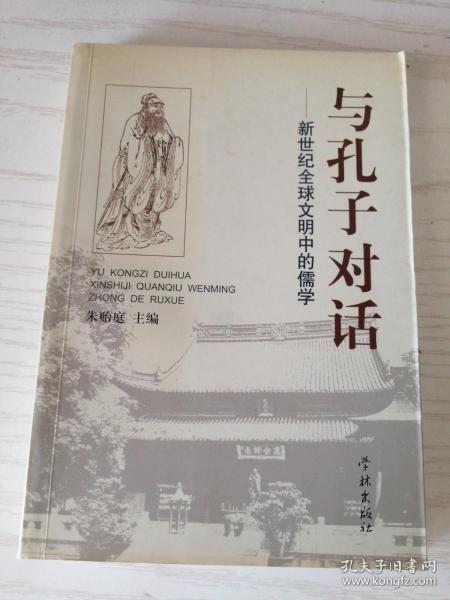 与孔子对话
——新世纪全球文明中的儒学
YU KONGZI DUIHUA
XINSHIJI QUANQIU WENMING
ZHONG DE RUXUE
朱贻庭 主编
学林出版社
孔夫子旧书网
www.kongfz.com